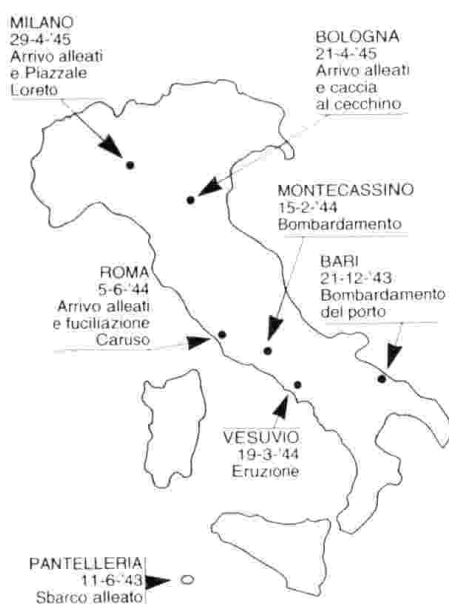 MILANO
29-4-'45
Arrivo alleati
e Piazzale
Loreto
BOLOGNA
21-4-'45
Arrivo alleati
e caccia
al cecchino
MONTECASSINO
15-2-'44
Bombardamento
BARI
21-12-'43
Bombardamento
del porto
ROMA
5-6-'44
Arrivo alleati
e fuciliazione
Caruso
VESUVIO
19-3-'44
Eruzione
PANTELLERIA
11-6-'43
Sbarco alleato